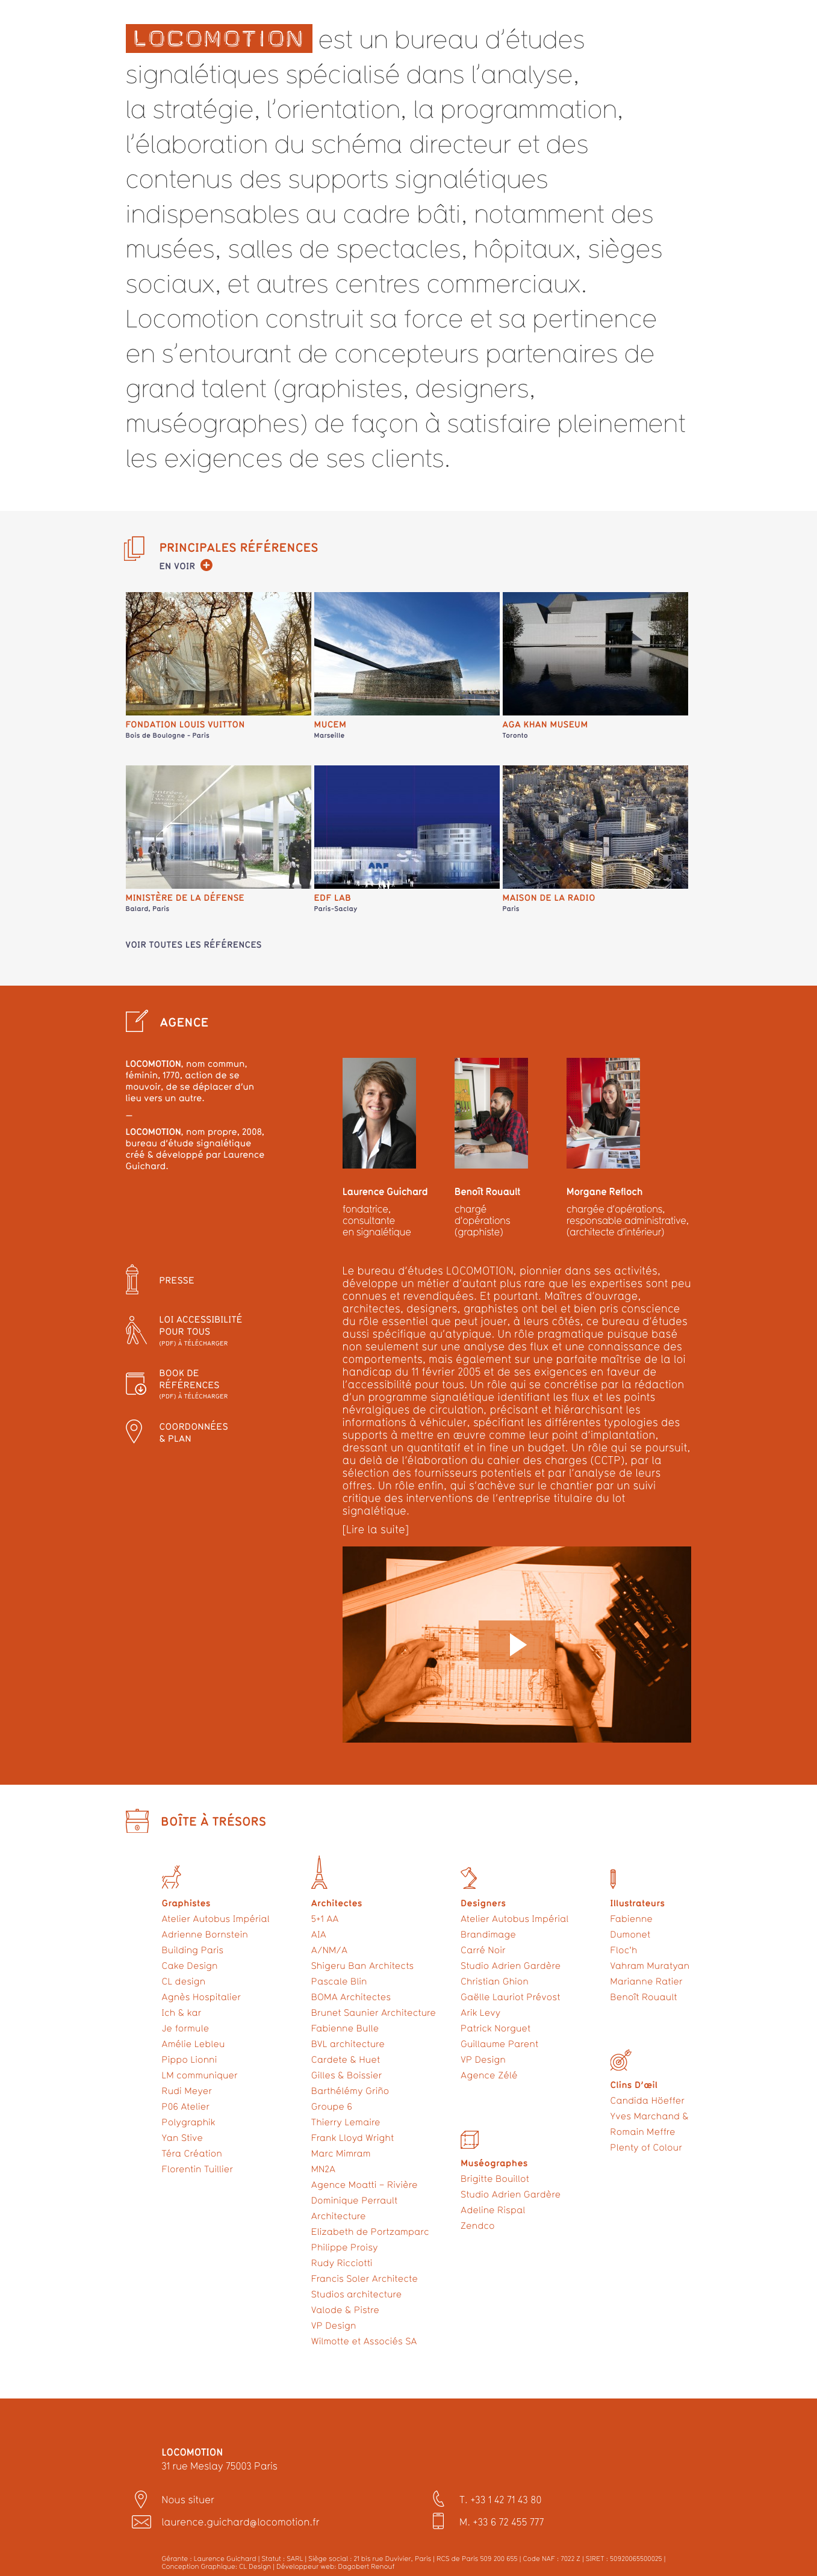 LOCOMOTION est un bureau d'études
signalétiques spécialisé dans l'analyse,
la stratégie, l'orientation, la programmation,
l'élaboration du schéma directeur et des
contenus des supports signalétiques
indispensables au cadre bâti, notamment des
musées, salles de spectacles, hôpitaux, sièges
sociaux, et autres centres commerciaux.
Locomotion construit sa force et sa pertinence
en s'entourant de concepteurs partenaires de
grand talent (graphistes, designers,
muséographes) de façon à satisfaire pleinement
les exigences de ses clients.
PRINCIPALES RÉFÉRENCES
EN VOIR
FONDATION LOUIS VUITTON
Bois de Boulogne - Paris
MUCEM
Marseille
AGA KHAN MUSEUM
Toronto
MINISTÈRE DE LA DÉFENSE
Balard, Paris
EDF LAB
Paris-Saclay
MAISON DE LA RADIO
Paris
VOIR TOUTES LES RÉFÉRENCES
AGENCE
LOCOMOTION, nom commun,
féminin, 1770, action de se
mouvoir, de se déplacer d'un
lieu vers un autre.
—
LOCOMOTION, nom propre, 2008,
bureau d'étude signalétique
créé & développé par Laurence
Guichard.
Laurence Guichard
fondatrice,
consultante
en signalétique
Benoît Rouault
chargé
d'opérations
(graphiste)
Morgane Refloch
chargée d'opérations,
responsable administrative,
(architecte d'intérieur)
PRESSE
LOI ACCESSIBILITÉ
POUR TOUS
(PDF) À TÉLÉCHARGER
BOOK DE
RÉFÉRENCES
(PDF) À TÉLÉCHARGER
COORDONNÉES
& PLAN
Le bureau d'études LOCOMOTION, pionnier dans ses activités,
développe un métier d'autant plus rare que les expertises sont peu
connues et revendiquées. Et pourtant. Maîtres d'ouvrage,
architectes, designers, graphistes ont bel et bien pris conscience
du rôle essentiel que peut jouer, à leurs côtés, ce bureau d'études
aussi spécifique qu'atypique. Un rôle pragmatique puisque basé
non seulement sur une analyse des flux et une connaissance des
comportements, mais également sur une parfaite maîtrise de la loi
handicap du 11 février 2005 et de ses exigences en faveur de
l'accessibilité pour tous. Un rôle qui se concrétise par la rédaction
d'un programme signalétique identifiant les flux et les points
névralgiques de circulation, précisant et hiérarchisant les
informations à véhiculer, spécifiant les différentes typologies des
supports à mettre en œuvre comme leur point d'implantation,
dressant un quantitatif et in fine un budget. Un rôle qui se poursuit,
au delà de l'élaboration du cahier des charges (CCTP), par la
sélection des fournisseurs potentiels et par l'analyse de leurs
offres. Un rôle enfin, qui s'achève sur le chantier par un suivi
critique des interventions de l'entreprise titulaire du lot
signalétique.
[Lire la suite]
BOÎTE À TRÉSORS
Graphistes
Atelier Autobus Impérial
Adrienne Bornstein
Building Paris
Cake Design
CL design
Agnès Hospitalier
Ich & kar
Je formule
Amélie Lebleu
Pippo Lionni
LM communiquer
Rudi Meyer
P06 Atelier
Polygraphik
Yan Stive
Téra Création
Florentin Tuillier
Architectes
5+1 AA
AIA
A/NM/A
Shigeru Ban Architects
Pascale Blin
BOMA Architectes
Brunet Saunier Architecture
Fabienne Bulle
BVL architecture
Cardete & Huet
Gilles & Boissier
Barthélémy Griño
Groupe 6
Thierry Lemaire
Frank Lloyd Wright
Marc Mimram
MN2A
Agence Moatti – Rivière
Dominique Perrault
Architecture
Elizabeth de Portzamparc
Philippe Proisy
Rudy Ricciotti
Francis Soler Architecte
Studios architecture
Valode & Pistre
VP Design
Wilmotte et Associés SA
Designers
Atelier Autobus Impérial
Brandimage
Carré Noir
Studio Adrien Gardère
Christian Ghion
Gaëlle Lauriot Prévost
Arik Levy
Patrick Norguet
Guillaume Parent
VP Design
Agence Zélé
Muséographes
Brigitte Bouillot
Studio Adrien Gardère
Adeline Rispal
Zendco
Illustrateurs
Fabienne
Dumonet
Floc'h
Vahram Muratyan
Marianne Ratier
Benoît Rouault
Clins D'œil
Candida Höeffer
Yves Marchand &
Romain Meffre
Plenty of Colour
LOCOMOTION
31 rue Meslay 75003 Paris
Nous situer
laurence.guichard@locomotion.fr
T. +33 1 42 71 43 80
M. +33 6 72 455 777
Gérante : Laurence Guichard | Statut : SARL | Siège social : 21 bis rue Duvivier, Paris | RCS de Paris 509 200 655 | Code NAF : 7022 Z | SIRET : 50920065500025 |
Conception Graphique: CL Design | Développeur web: Dagobert Renouf